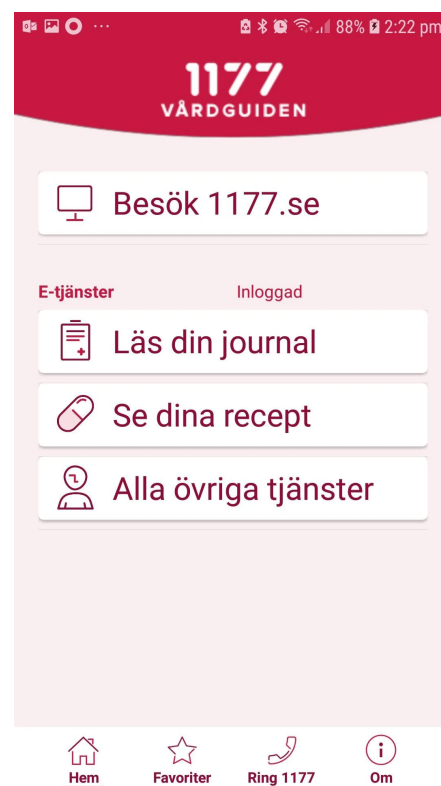 88% 2:22 pm
1177
VÅRDGUIDEN
Besök 1177.se
E-tjänster Inloggad
Läs din journal
Se dina recept
Alla övriga tjänster
Hem Favoriter Ring 1177 Om